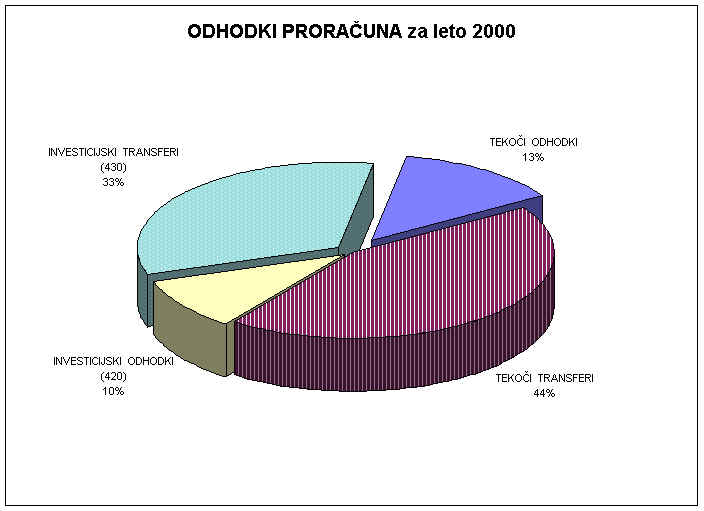 ODHODKI PRORAČUNA za leto 2000
TEKOČI ODHODKI
13%
INVESTICIJSKI TRANSFERI
(430)
33%
INVESTICIJSKI ODHODKI
(420)
10%
TEKOČI TRANSFERI
44%